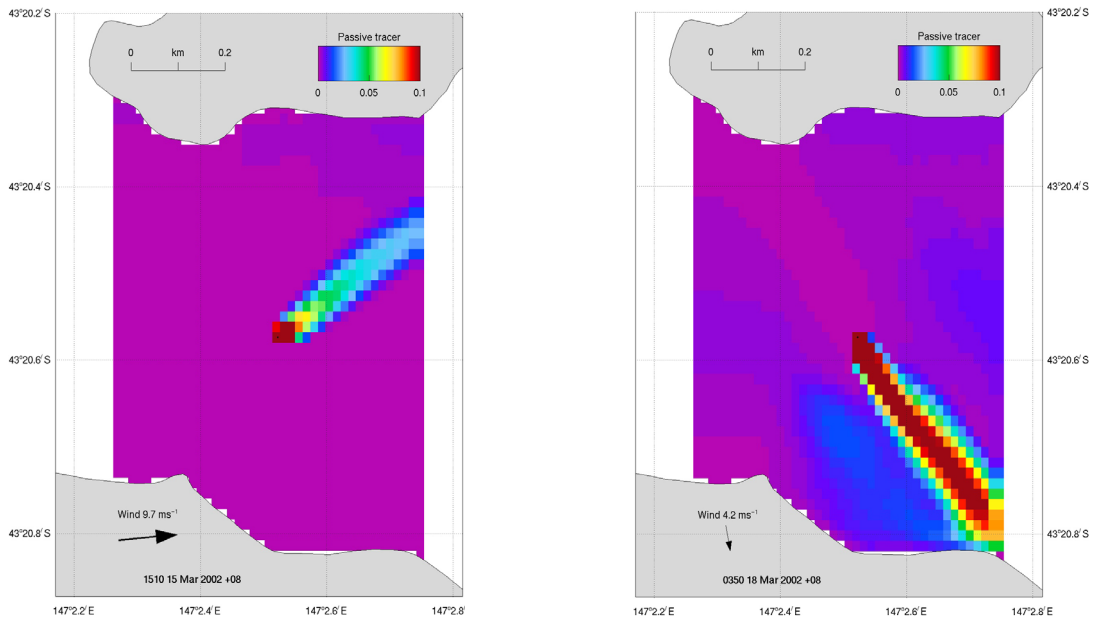 43°20.2′S
Passive tracer
0 km 0.2
0 0.05 0.1
43°20.4′S
43°20.6′S
43°20.8′S
Wind 9.7 ms⁻¹
1510 15 Mar 2002 +08
147°2.2′E 147°2.4′E 147°2.6′E 147°2.8′
43°20.2′S
Passive tracer
0 km 0.2
0 0.05 0.1
43°20.4′S
43°20.6′S
43°20.8′S
Wind 4.2 ms⁻¹
0350 18 Mar 2002 +08
147°2.2′E 147°2.4′E 147°2.6′E 147°2.8′E